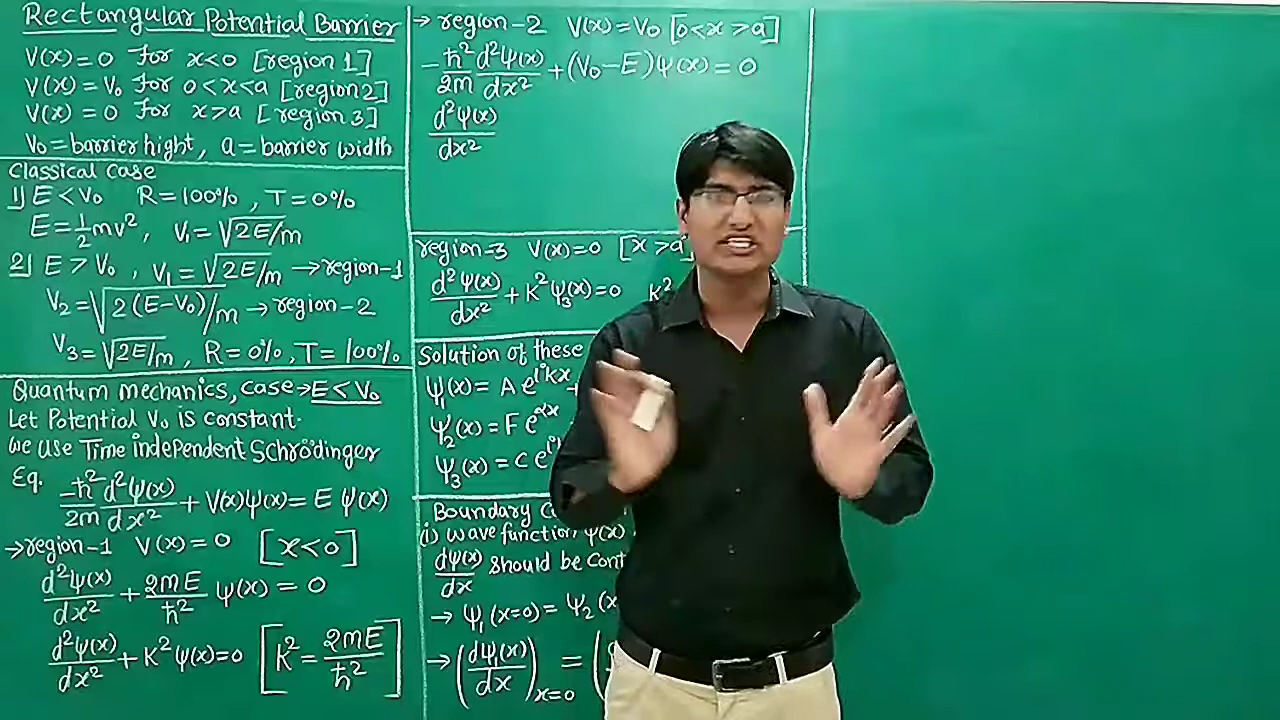 Rectangular Potential Barrier
V(x)=0 For x<0 [region 1]
V(x)=V₀ For 0<x<a [region 2]
V(x)=0 For x>a [region 3]
V₀=barrier hight, a=barrier width
Classical Case
1) E<V₀ R=100%, T=0%
E=½mv², V₁=√2E/m
2) E>V₀, V₁=√2E/m →region-1
V₂=√2(E-V₀)/m →region-2
V₃=√2E/m, R=0%, T=100%
Quantum mechanics, Case→E<V₀
Let Potential V₀ is constant.
we use Time independent Schrödinger
Eq. -ħ²/2m d²ψ(x)/dx² + V(x)ψ(x)=E ψ(x)
→region-1 V(x)=0 [x<0]
d²ψ(x)/dx² + 2mE/ħ² ψ(x)=0
d²ψ(x)/dx² + K²ψ(x)=0 [K²=2mE/ħ²]
→region-2 V(x)=V₀ [0<x>a]
-ħ²/2m d²ψ(x)/dx² + (V₀-E)ψ(x)=0
d²ψ(x)/dx²
region-3 V(x)=0 [x>a
d²ψ(x)/dx² + K²ψ₃(x)=0 K²
Solution of these
ψ₁(x)=A e^ikx +
ψ₂(x)=F e^αx
ψ₃(x)=C e^i
Boundary
(i) wave function ψ(x)
dψ(x)/dx should be
→ψ₁(x=0)=ψ₂(x
→(dψ₁(x)/dx)x=0 = (